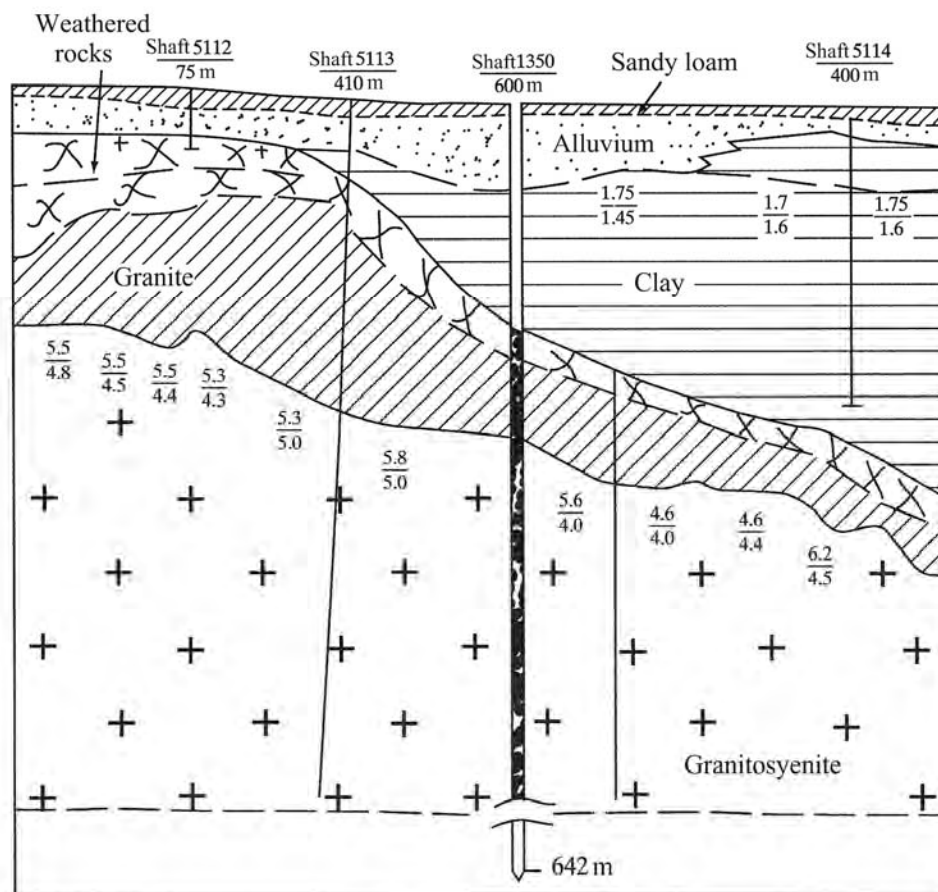 Weathered
rocks
Shaft 5112
75 m
Shaft 5113
410 m
Shaft1350
600 m
Sandy loam
Shaft 5114
400 m
Alluvium
1.75
1.45
1.7
1.6
1.75
1.6
Granite
Clay
5.5
4.8
5.5
4.5
5.5
4.4
5.3
4.3
5.3
5.0
5.8
5.0
5.6
4.0
4.6
4.0
4.6
4.4
6.2
4.5
Granitosyenite
642 m